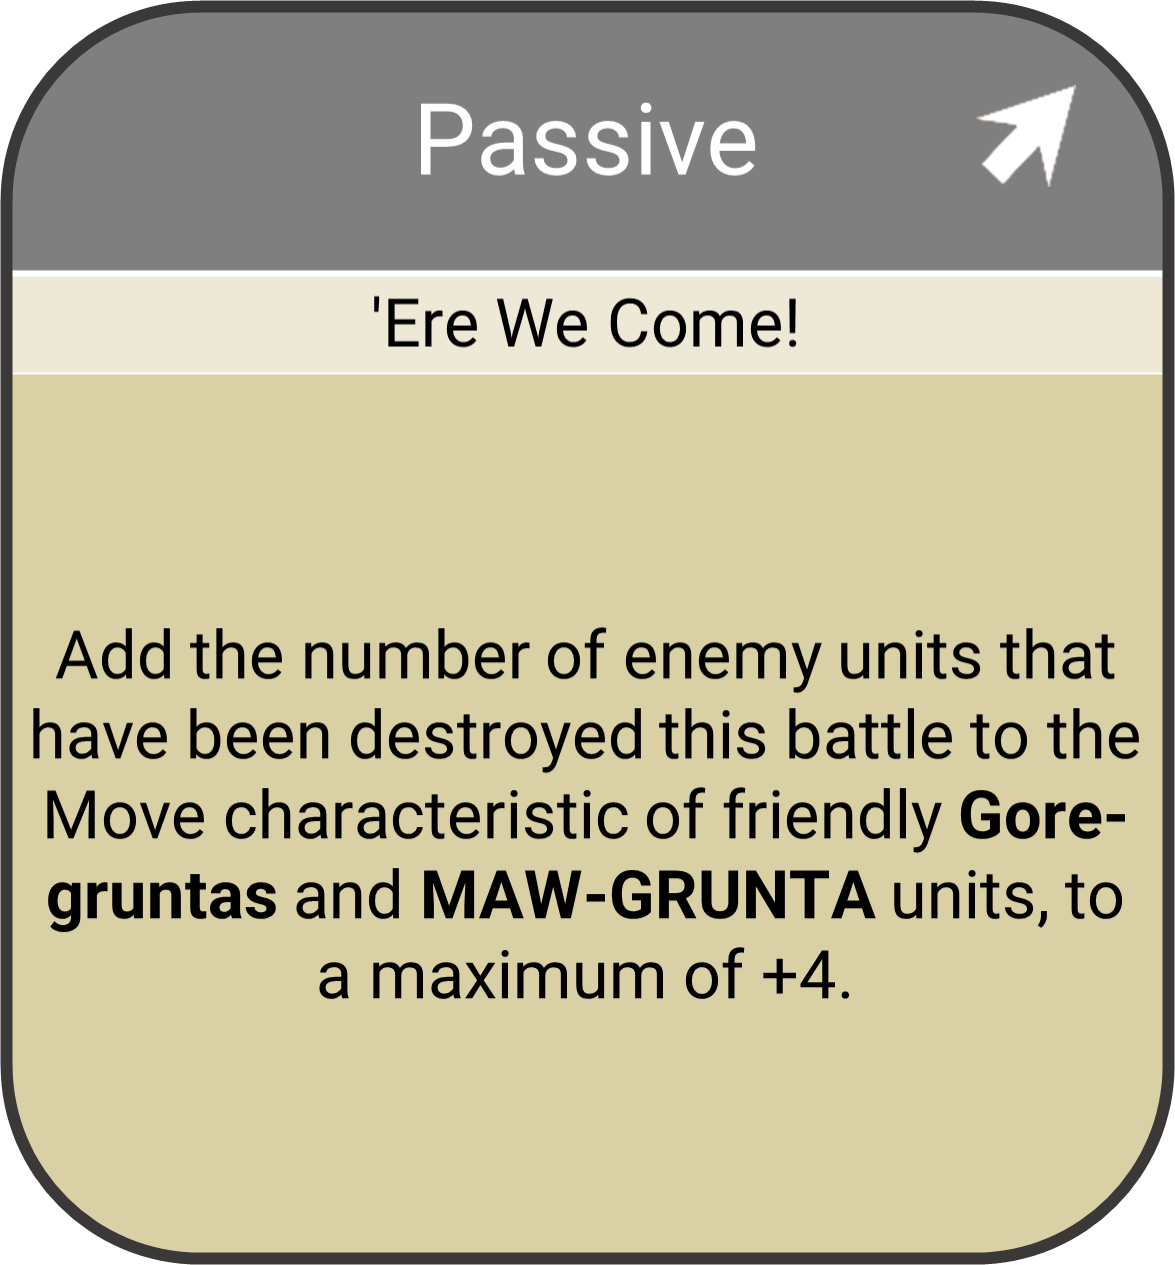 Passive
'Ere We Come!
Add the number of enemy units that
have been destroyed this battle to the
Move characteristic of friendly Gore-
gruntas and MAW-GRUNTA units, to
a maximum of +4.